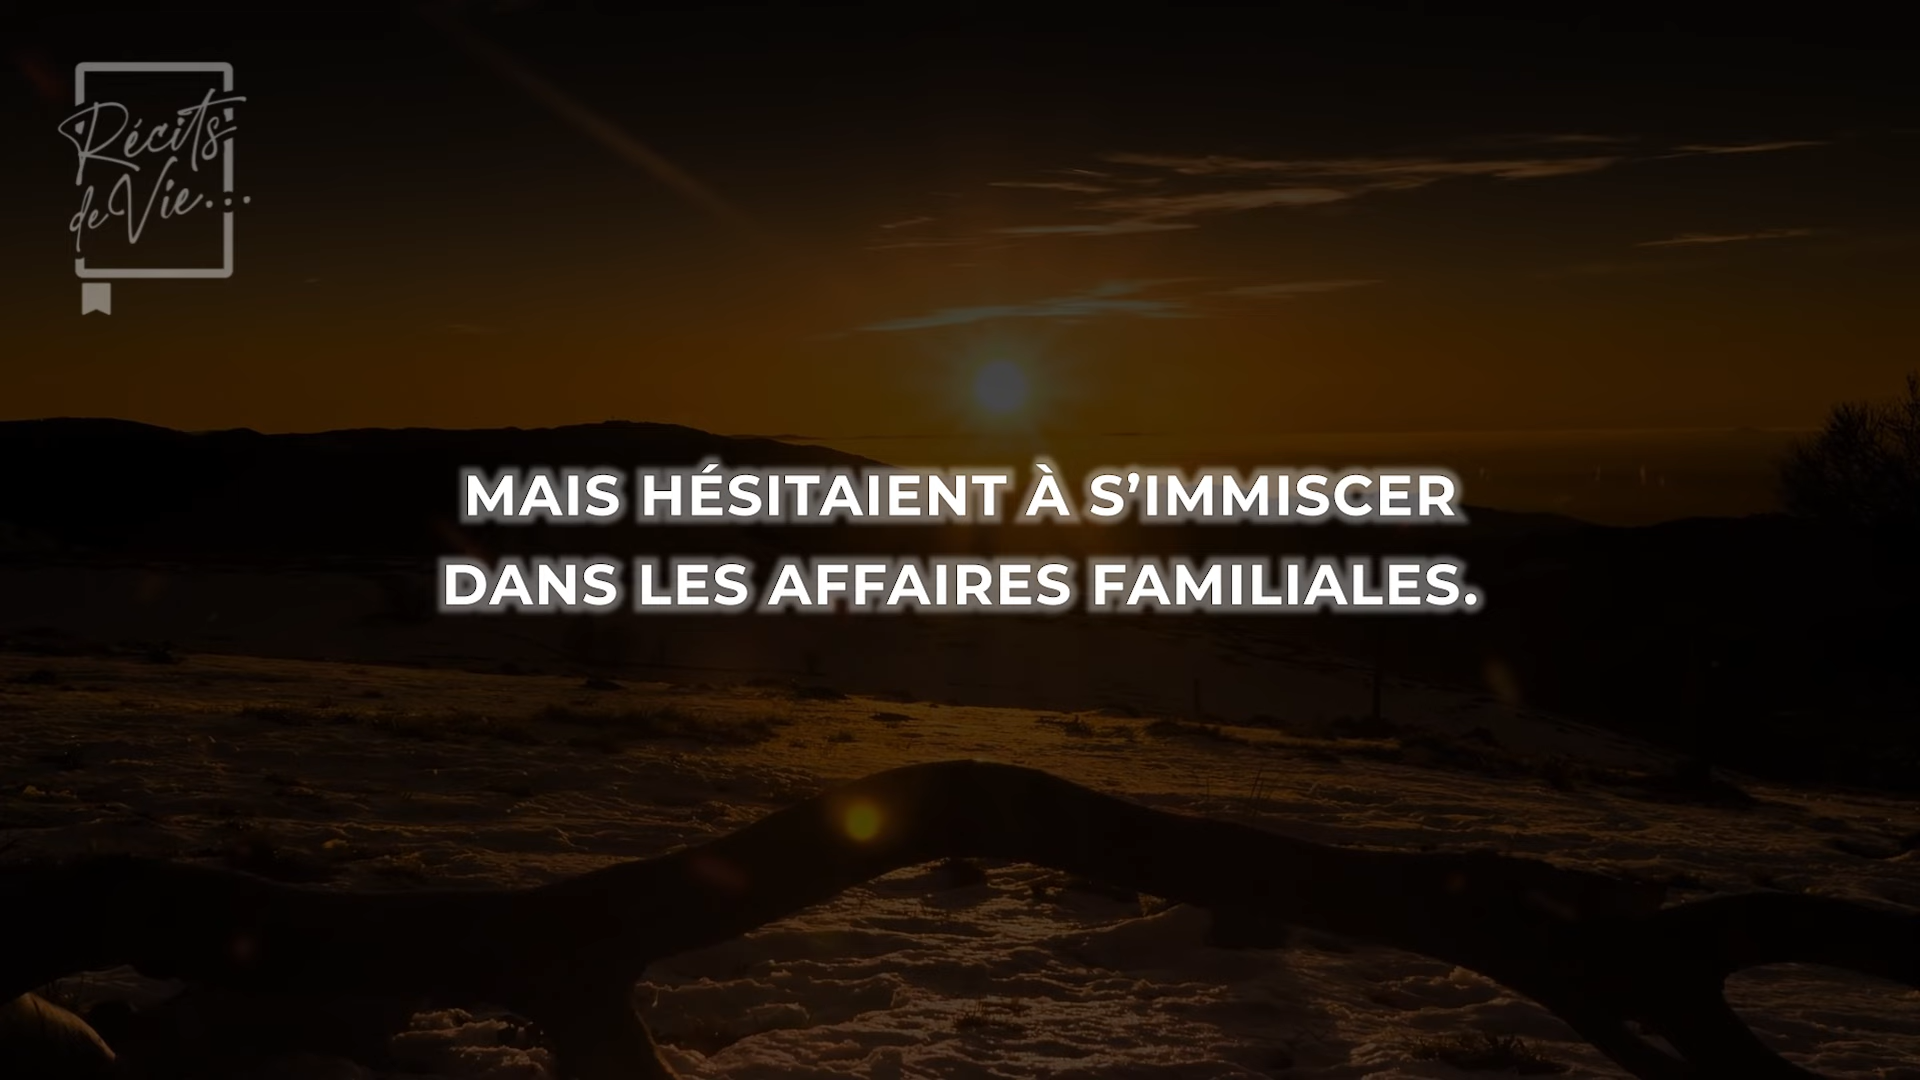 Récits
de Vie...
MAIS HÉSITAIENT À S’IMMISCER
DANS LES AFFAIRES FAMILIALES.